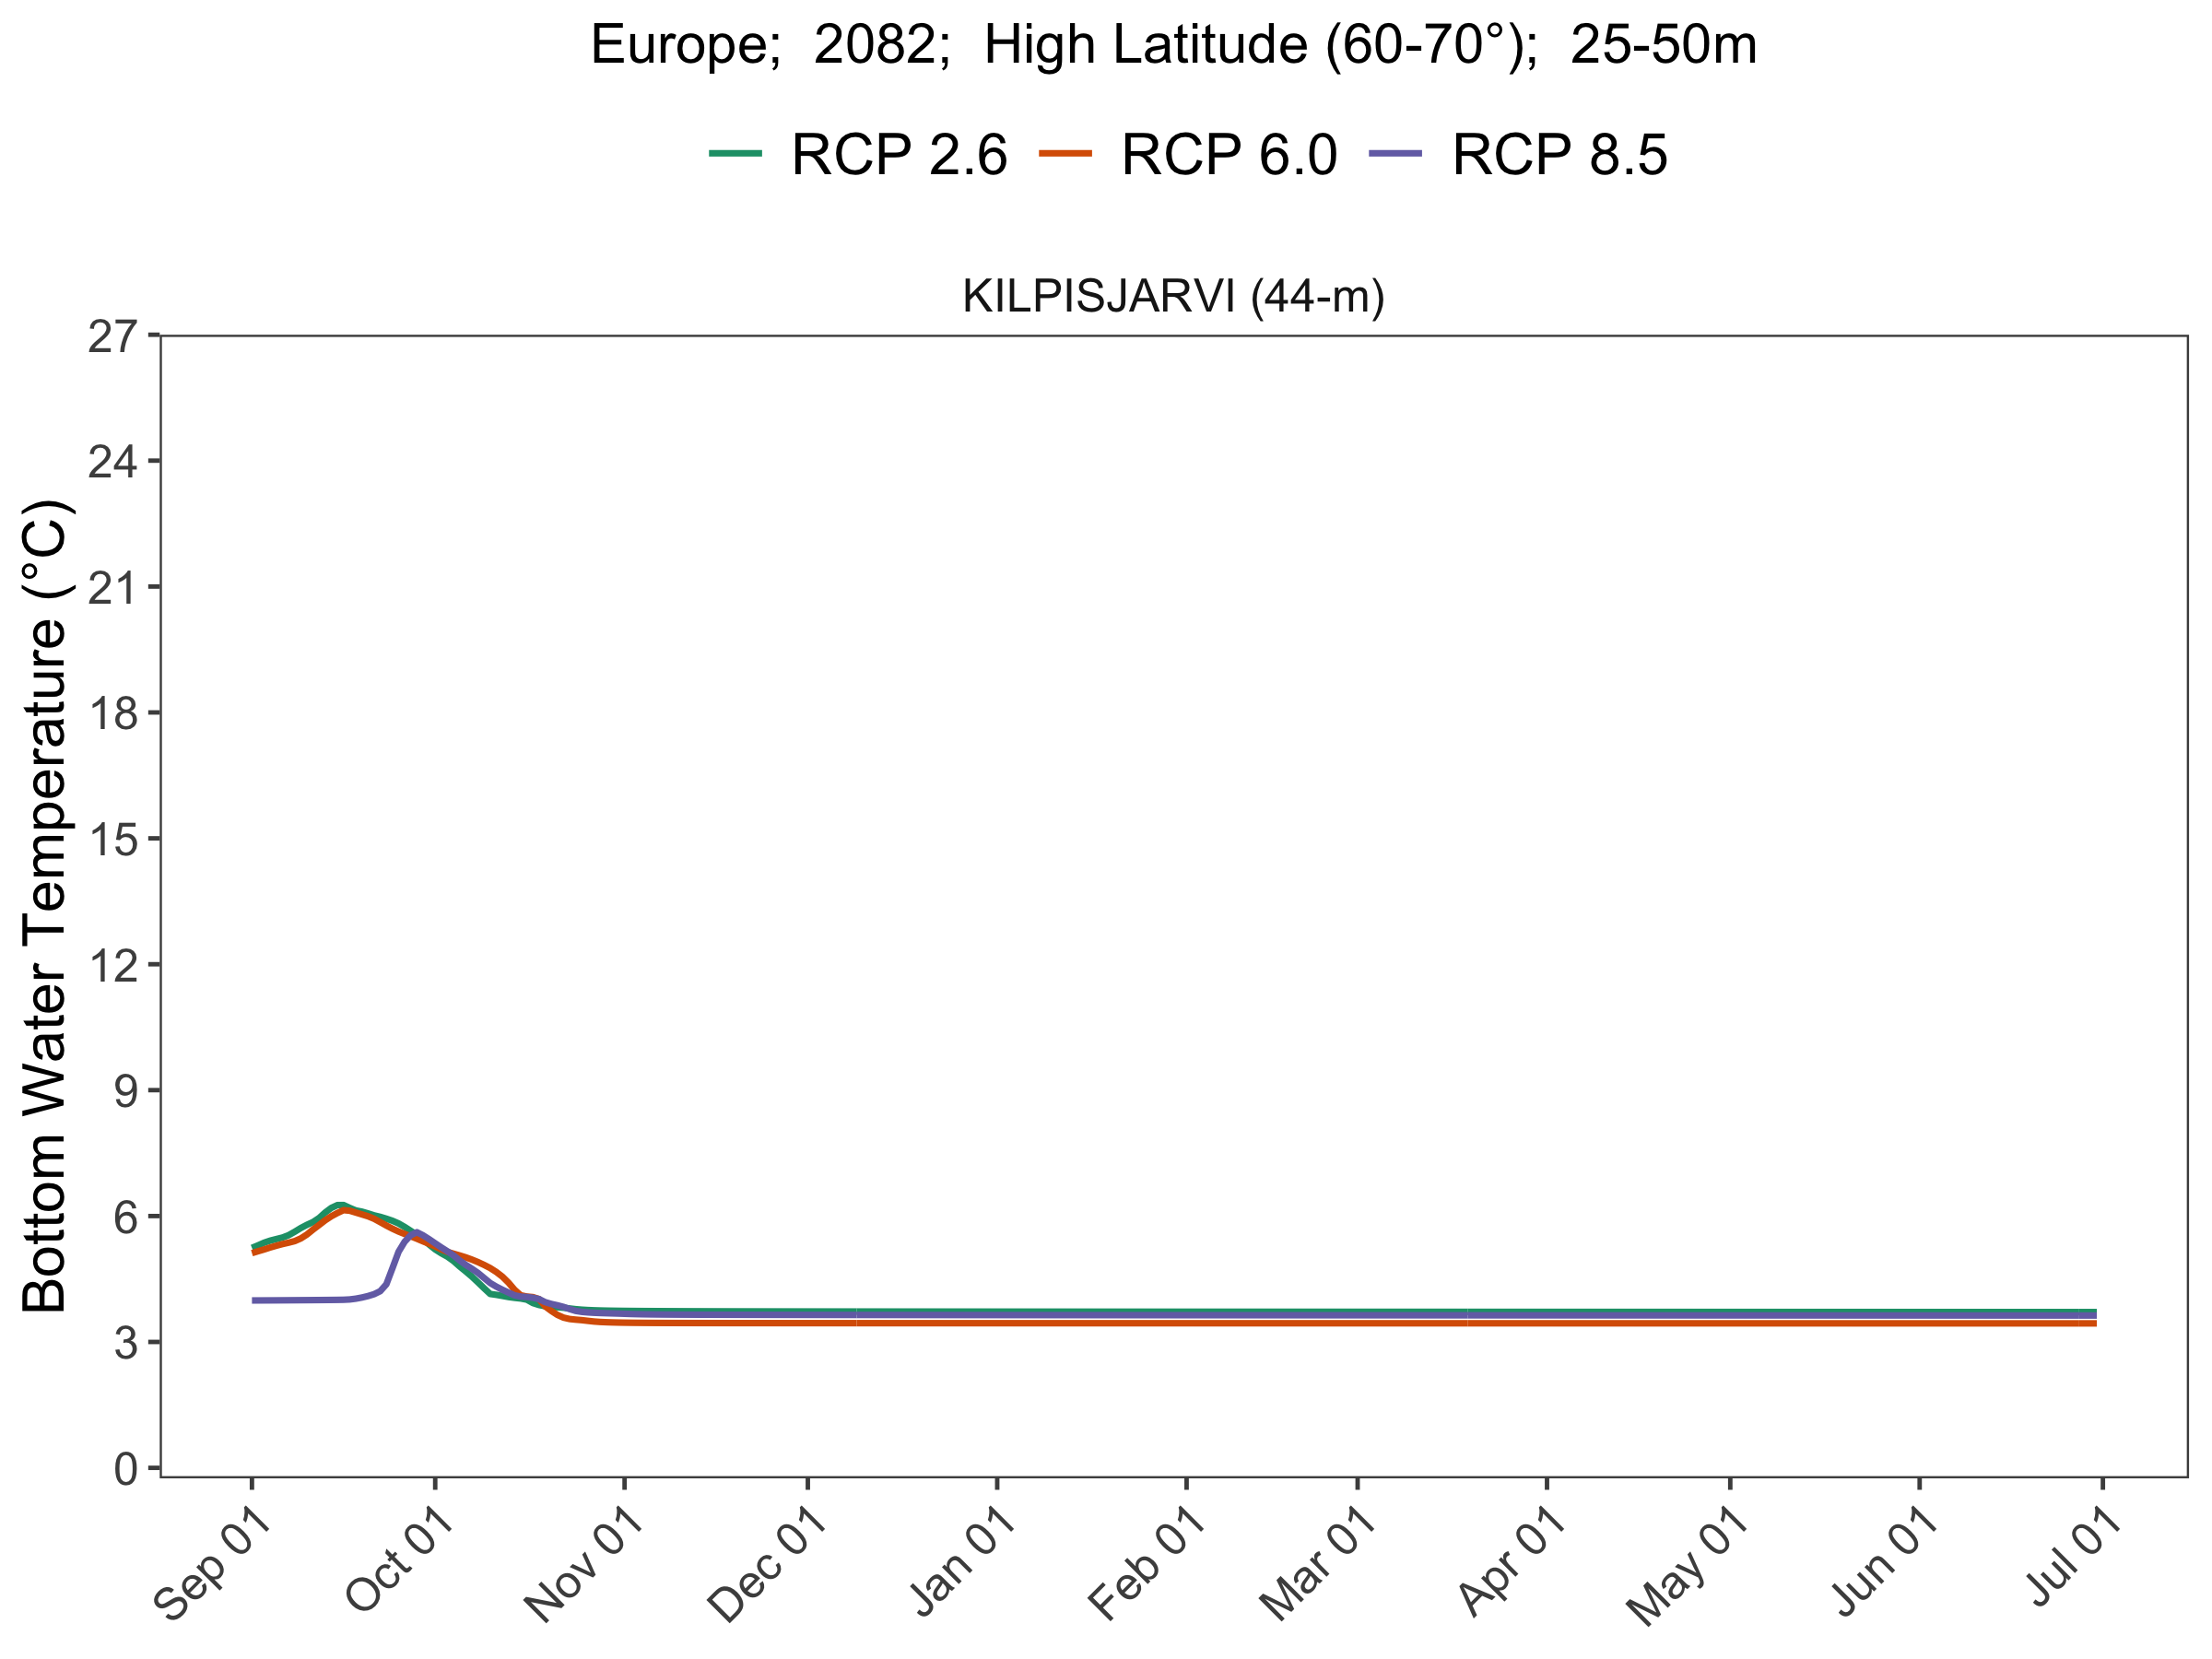 Europe;  2082;  High Latitude (60-70°);  25-50m
RCP 2.6 RCP 6.0 RCP 8.5
KILPISJARVI (44-m)
Bottom Water Temperature (°C)
27
24
21
18
15
12
9
6
3
0
Sep 01 Oct 01 Nov 01 Dec 01 Jan 01 Feb 01 Mar 01 Apr 01 May 01 Jun 01 Jul 01